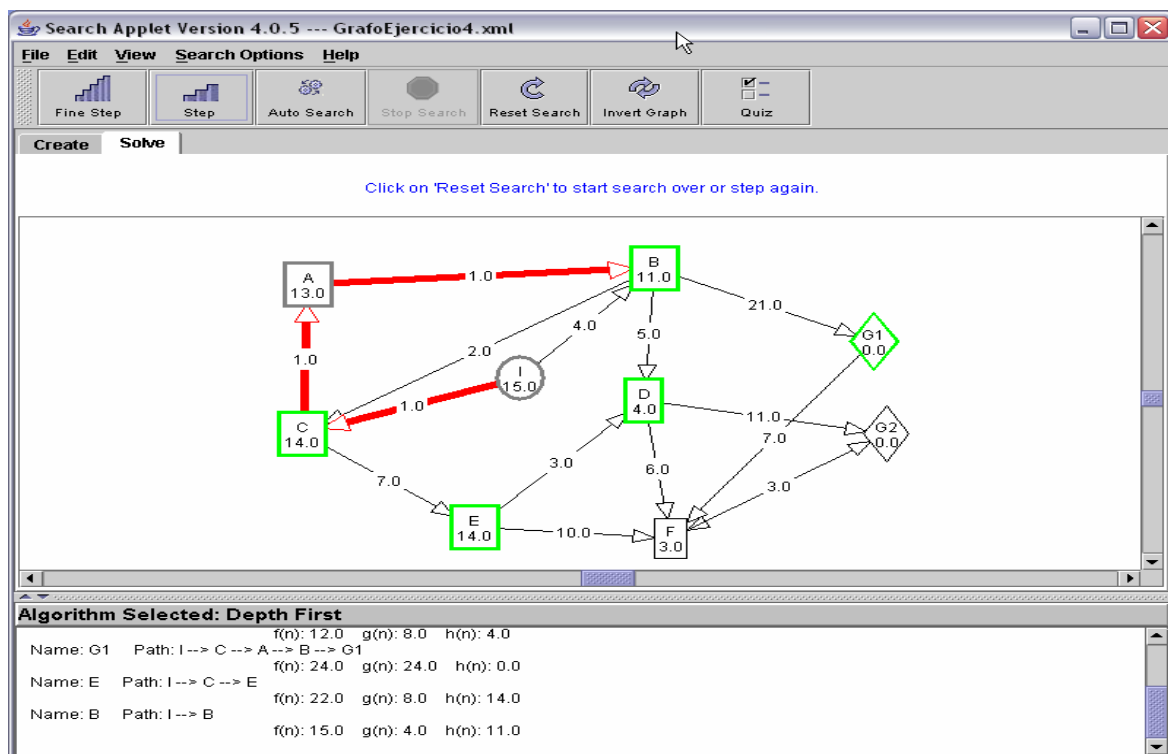 Search Applet Version 4.0.5 --- GrafoEjercicio4.xml
File Edit View Search Options Help
Fine Step Step Auto Search Stop Search Reset Search Invert Graph Quiz
Create Solve
Click on 'Reset Search' to start search over or step again.
B
11.0
A
13.0
1.0
21.0
4.0
5.0
G1
0.0
2.0
1.0
I
15.0
D
4.0
1.0
11.0
G2
0.0
C
14.0
7.0
3.0
6.0
7.0
3.0
E
14.0
10.0
F
3.0
Algorithm Selected: Depth First
f(n): 12.0 g(n): 8.0 h(n): 4.0
Name: G1 Path: I --> C --> A --> B --> G1
f(n): 24.0 g(n): 24.0 h(n): 0.0
Name: E Path: I --> C --> E
f(n): 22.0 g(n): 8.0 h(n): 14.0
Name: B Path: I --> B
f(n): 15.0 g(n): 4.0 h(n): 11.0